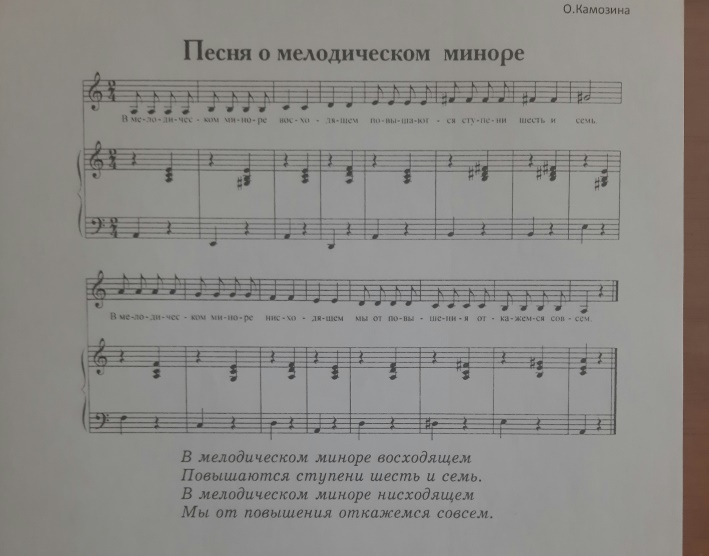 О.Камозина
Песня о мелодическом миноре
В ме-ло-ди-чес-ком ми-но-ре вос-хо-дя-щем по-вы-ша-ют-ся сту-пе-ни шесть и семь.
В ме-ло-ди-чес-ком ми-но-ре нис-хо-дя-щем мы от по-вы-ше-ни-я от-ка-жем-ся сов-сем.
В мелодическом миноре восходящем
Повышаются ступени шесть и семь.
В мелодическом миноре нисходящем
Мы от повышения откажемся совсем.